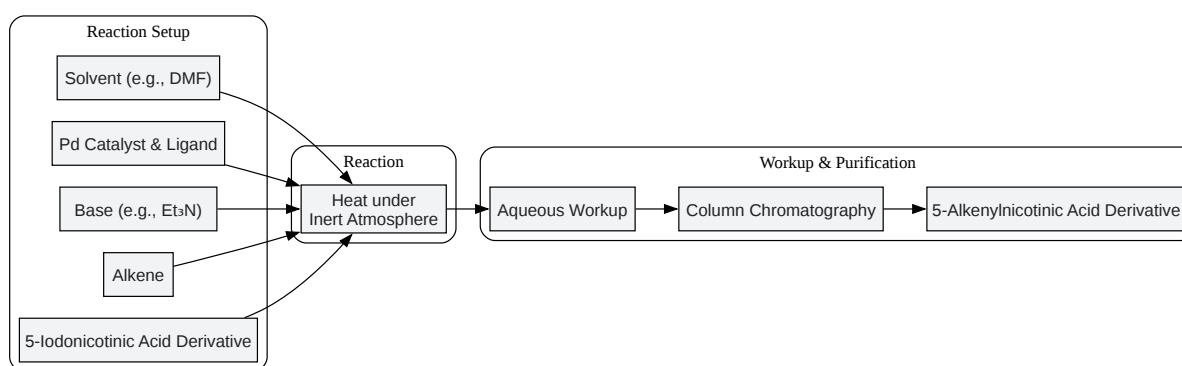 Reaction Setup
Solvent (e.g., DMF)
Pd Catalyst & Ligand
Base (e.g., Et₃N)
Alkene
5-Iodonicotinic Acid Derivative
Reaction
Heat under
Inert Atmosphere
Workup & Purification
Aqueous Workup
Column Chromatography
5-Alkenylnicotinic Acid Derivative